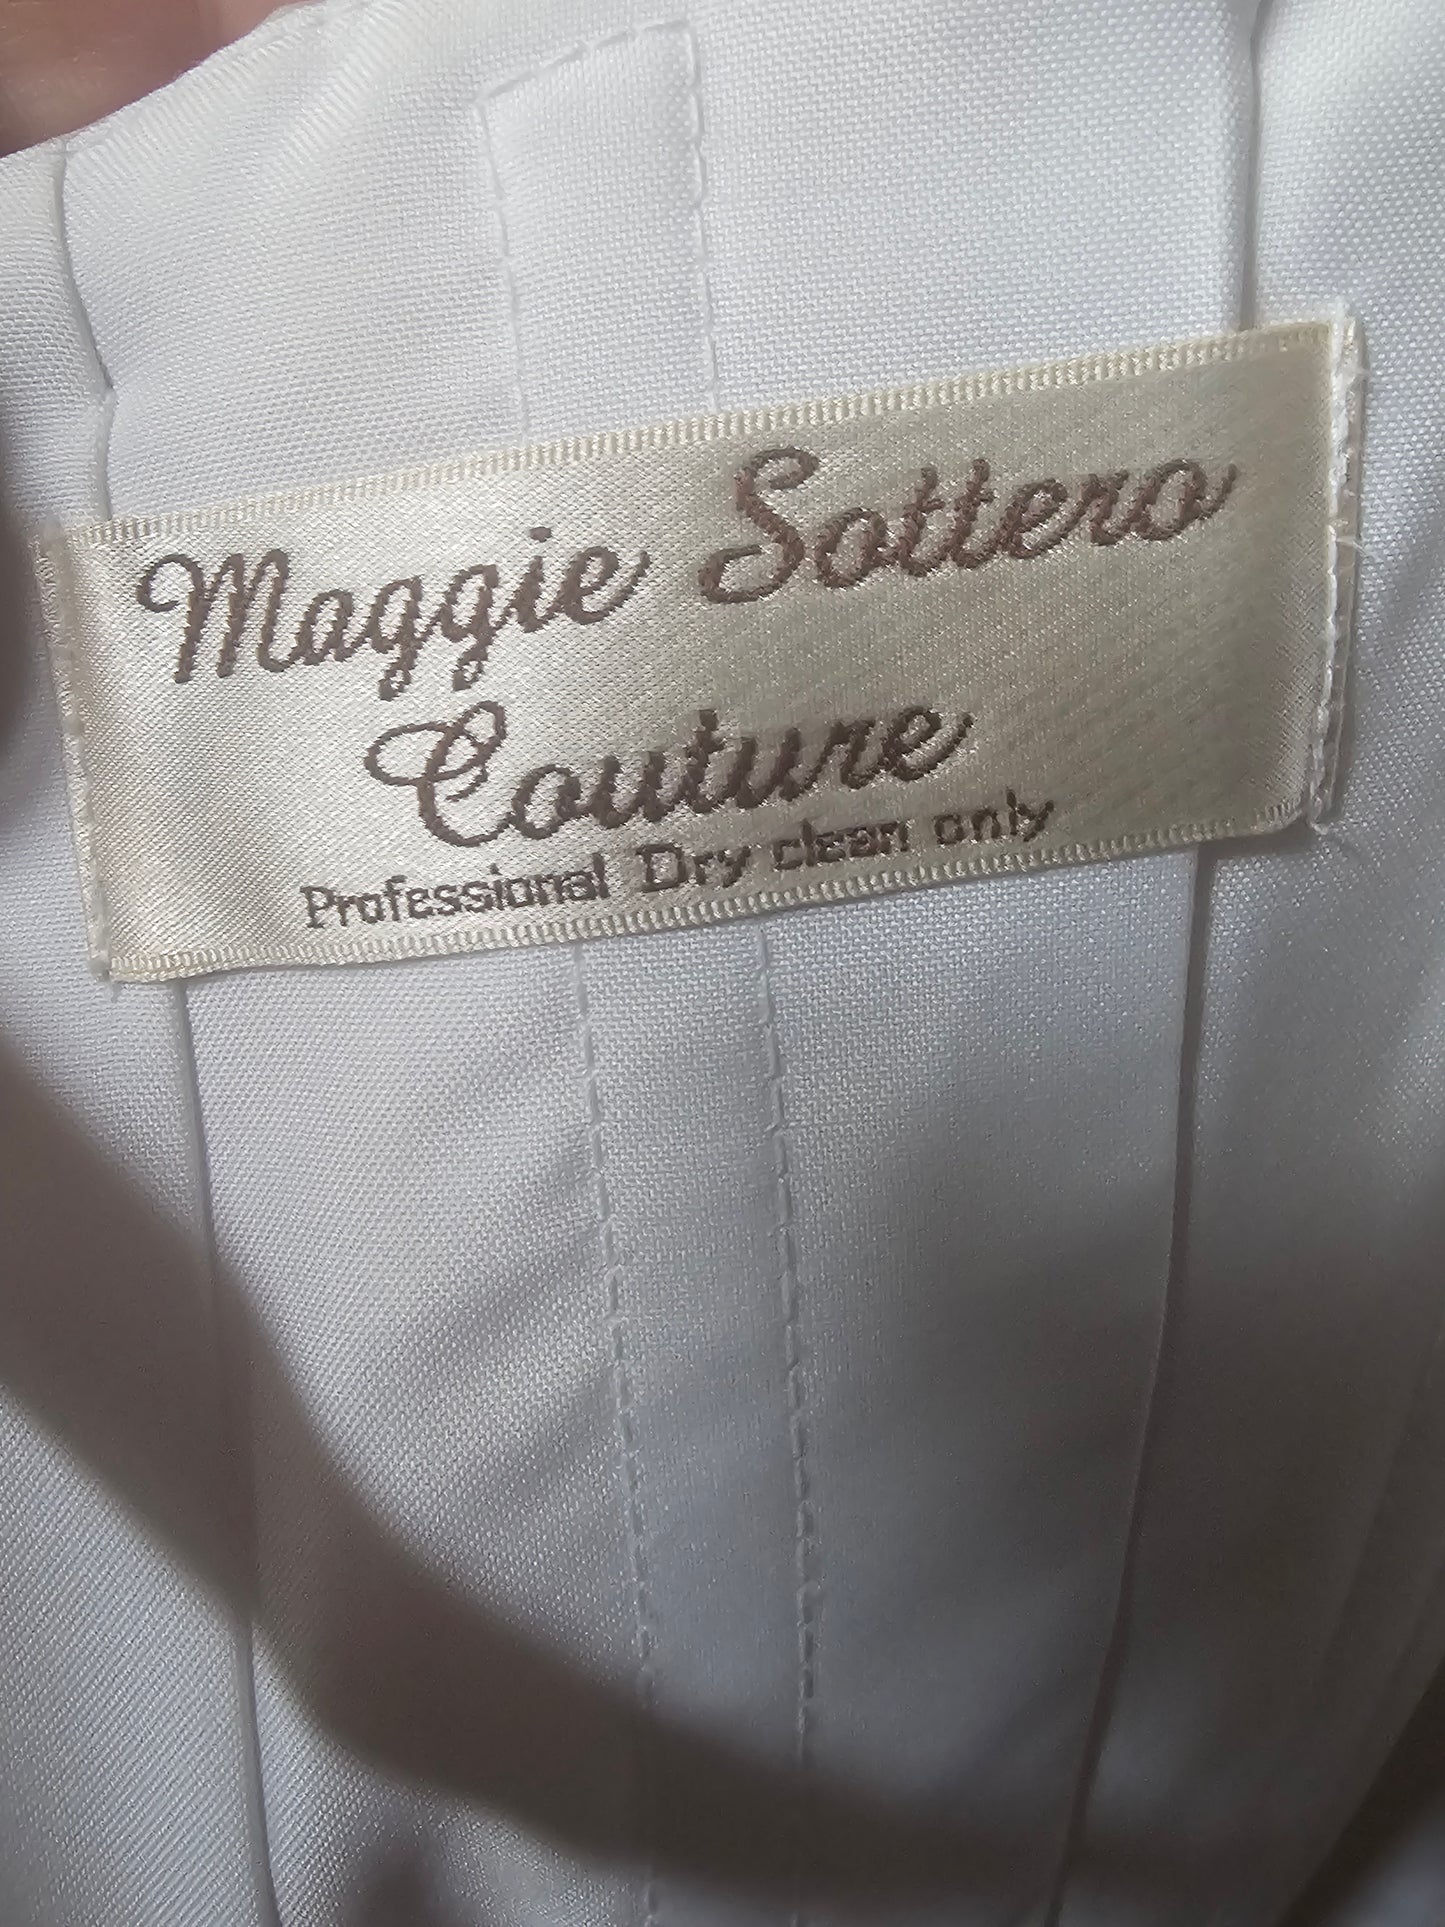 Maggie Sottero
Couture
Professional Dry clean only